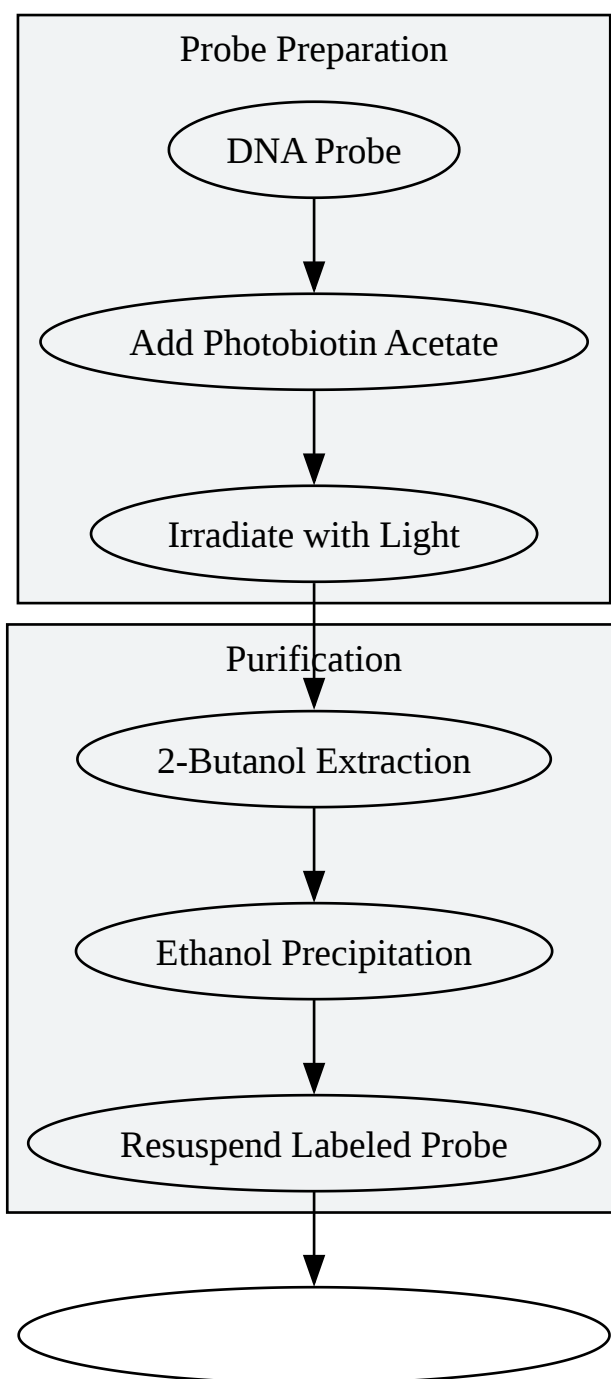 Probe Preparation
DNA Probe
Add Photobiotin Acetate
Irradiate with Light
Purification
2-Butanol Extraction
Ethanol Precipitation
Resuspend Labeled Probe